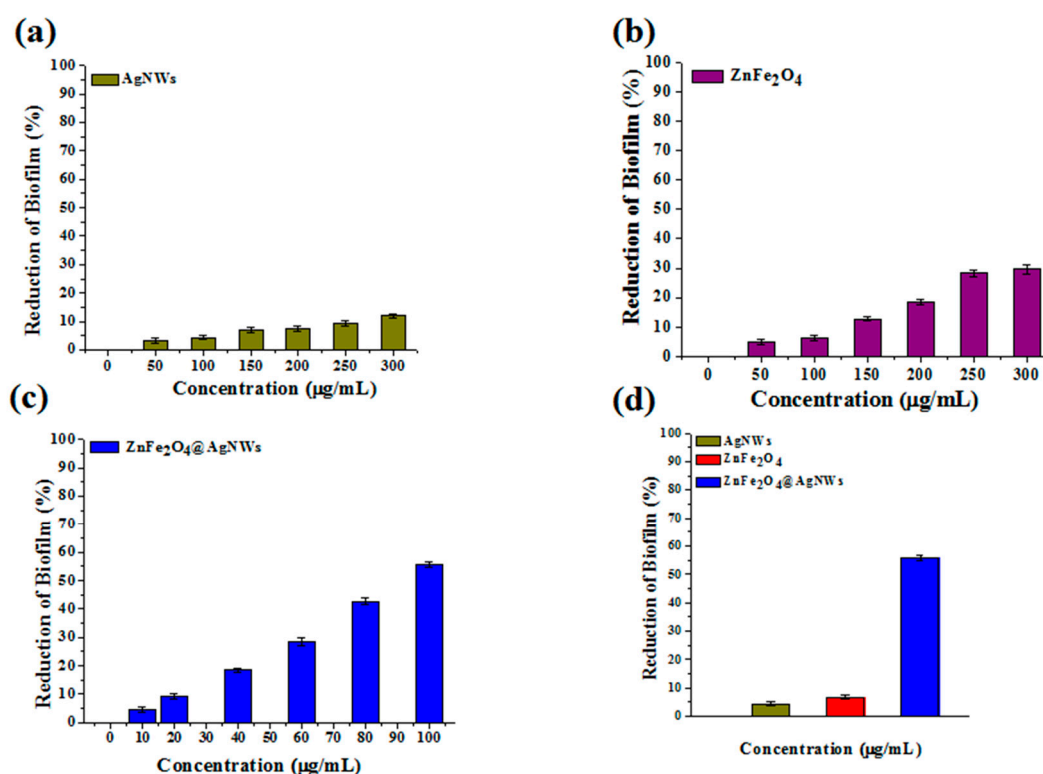 (a)
AgNWs
100
90
80
70
60
50
40
30
20
10
0
Reduction of Biofilm (%)
0 50 100 150 200 250 300
Concentration (µg/mL)
(b)
ZnFe₂O₄
100
90
80
70
60
50
40
30
20
10
0
Reduction of Biofilm (%)
0 50 100 150 200 250 300
Concentration (µg/mL)
(c)
ZnFe₂O₄@AgNWs
100
90
80
70
60
50
40
30
20
10
0
Reduction of Biofilm (%)
0 10 20 30 40 50 60 70 80 90 100
Concentration (µg/mL)
(d)
AgNWs
ZnFe₂O₄
ZnFe₂O₄@AgNWs
100
90
80
70
60
50
40
30
20
10
0
Reduction of Biofilm (%)
Concentration (µg/mL)